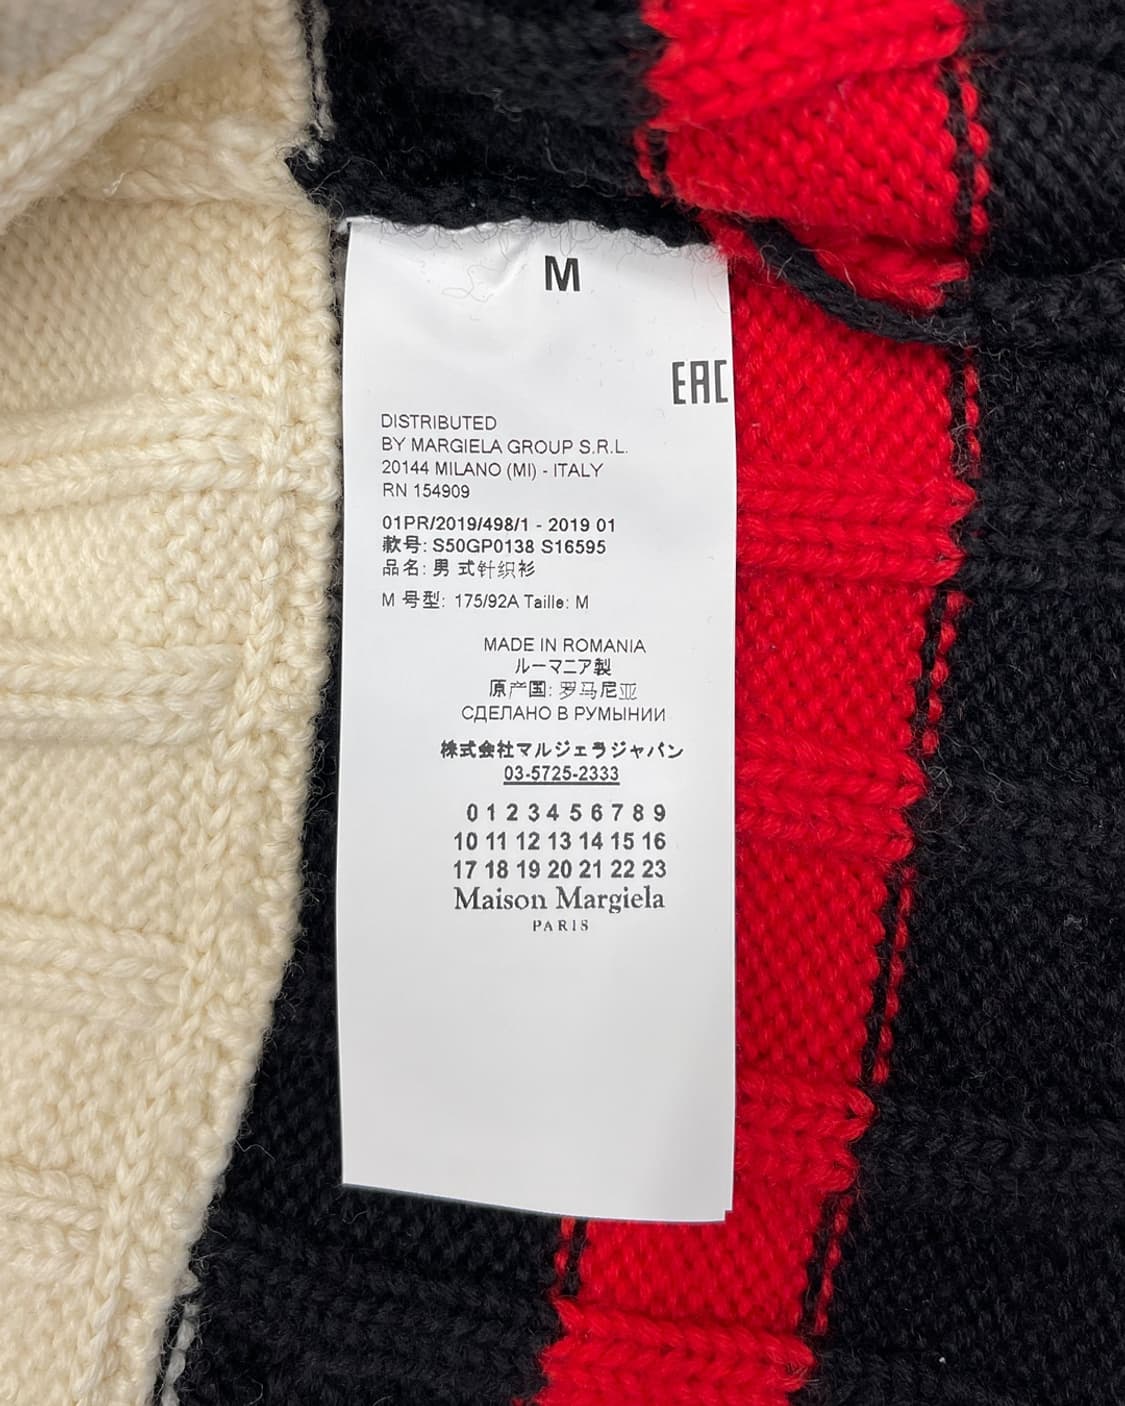 M
EAC
DISTRIBUTED
BY MARGIELA GROUP S.R.L.
20144 MILANO (MI) - ITALY
RN 154909
01PR/2019/498/1 - 2019 01
款号: S50GP0138 S16595
品名: 男 式针织衫
M 号型: 175/92A Taille: M
MADE IN ROMANIA
ルーマニア製
原产国: 罗马尼亚
СДЕЛАНО В РУМЫНИИ
株式会社マルジェラジャパン
03-5725-2333
0 1 2 3 4 5 6 7 8 9
10 11 12 13 14 15 16
17 18 19 20 21 22 23
Maison Margiela
PARIS